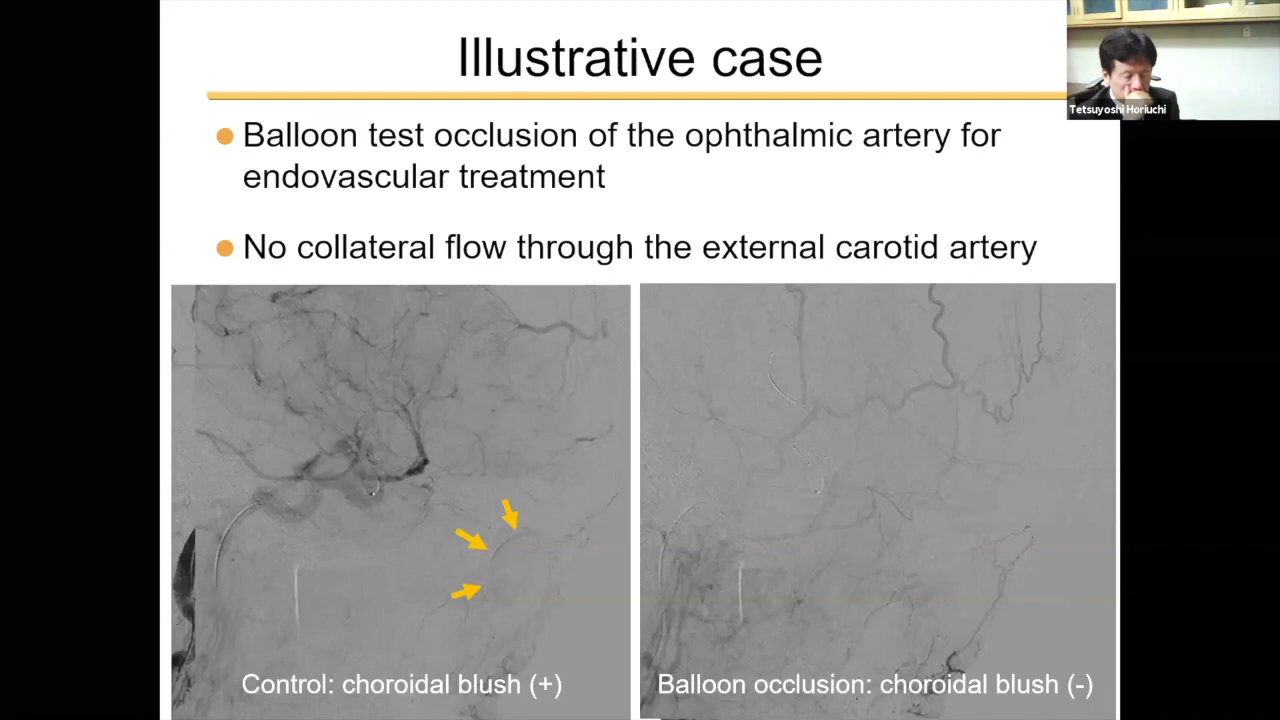 Illustrative case
Tetsuyoshi Horiuchi
Balloon test occlusion of the ophthalmic artery for
endovascular treatment
No collateral flow through the external carotid artery
Control: choroidal blush (+)
Balloon occlusion: choroidal blush (-)